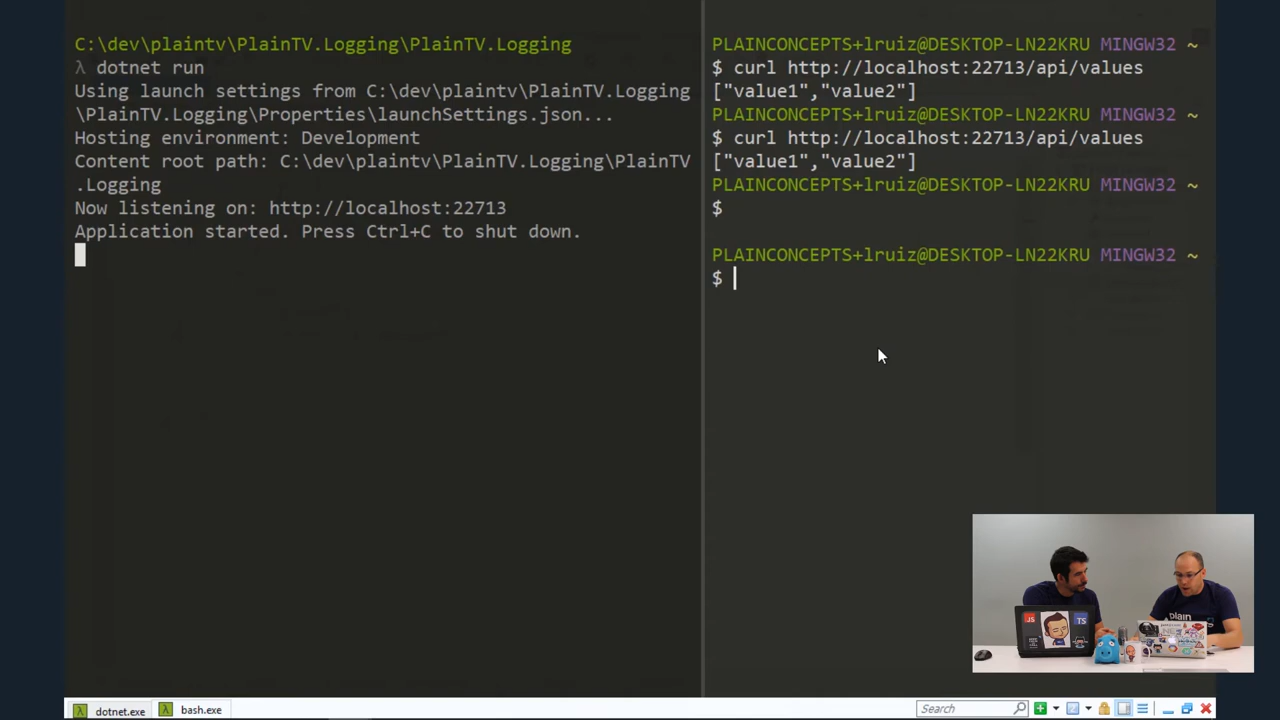 C:\dev\plaintv\PlainTV.Logging\PlainTV.Logging
λ dotnet run
Using launch settings from C:\dev\plaintv\PlainTV.Logging
\PlainTV.Logging\Properties\launchSettings.json...
Hosting environment: Development
Content root path: C:\dev\plaintv\PlainTV.Logging\PlainTV
.Logging
Now listening on: http://localhost:22713
Application started. Press Ctrl+C to shut down.
PLAINCONCEPTS+lruiz@DESKTOP-LN22KRU MINGW32 ~
$ curl http://localhost:22713/api/values
["value1","value2"]
PLAINCONCEPTS+lruiz@DESKTOP-LN22KRU MINGW32 ~
$ curl http://localhost:22713/api/values
["value1","value2"]
PLAINCONCEPTS+lruiz@DESKTOP-LN22KRU MINGW32 ~
$
PLAINCONCEPTS+lruiz@DESKTOP-LN22KRU MINGW32 ~
$
plain
JS
TS
dotnet.exe
bash.exe
Search